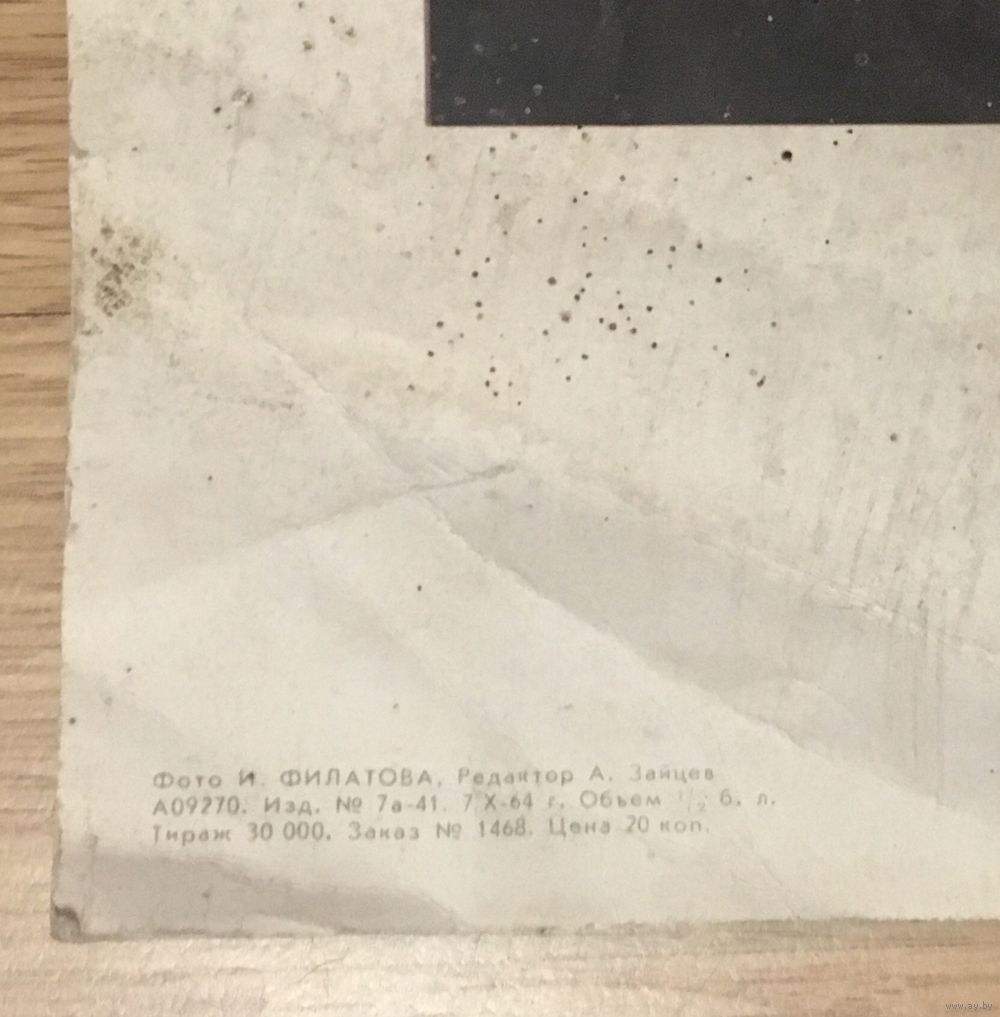 Фото И. ФИЛАТОВА. Редактор А. Зайцев
А09270. Изд. № 7а-41. 7.X-64 г. Объем 1/2 б. л.
Тираж 30 000. Заказ № 1468. Цена 20 коп.
www.ay.by